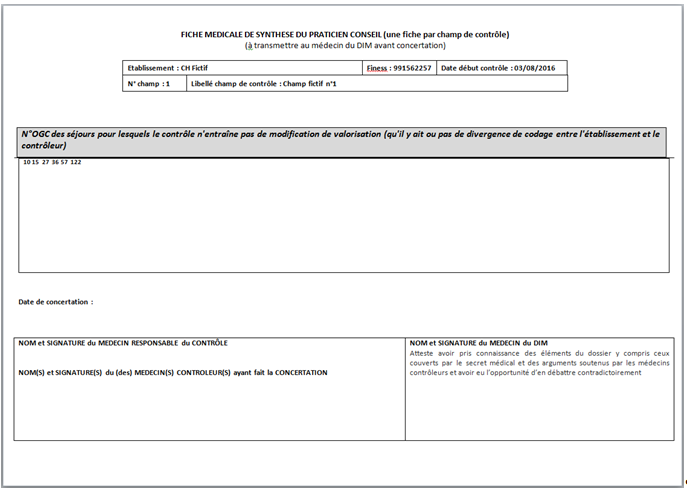 FICHE MEDICALE DE SYNTHESE DU PRATICIEN CONSEIL (une fiche par champ de contrôle)
(à transmettre au médecin du DIM avant concertation)
Etablissement : CH Fictif Finess : 991562257 Date début contrôle : 03/08/2016
N° champ : 1 Libellé champ de contrôle : Champ fictif n°1
N°OGC des séjours pour lesquels le contrôle n'entraîne pas de modification de valorisation (qu'il y ait ou pas de divergence de codage entre l'établissement et le
contrôleur)
10 15 27 36 57 122
Date de concertation :
NOM et SIGNATURE du MEDECIN RESPONSABLE du CONTRÔLE
NOM(S) et SIGNATURE(S) du (des) MEDECIN(S) CONTROLEUR(S) ayant fait la CONCERTATION
NOM et SIGNATURE du MEDECIN du DIM
Atteste avoir pris connaissance des éléments du dossier y compris ceux
couverts par le secret médical et des arguments soutenus par les médecins
contrôleurs et avoir eu l'opportunité d'en débattre contradictoirement